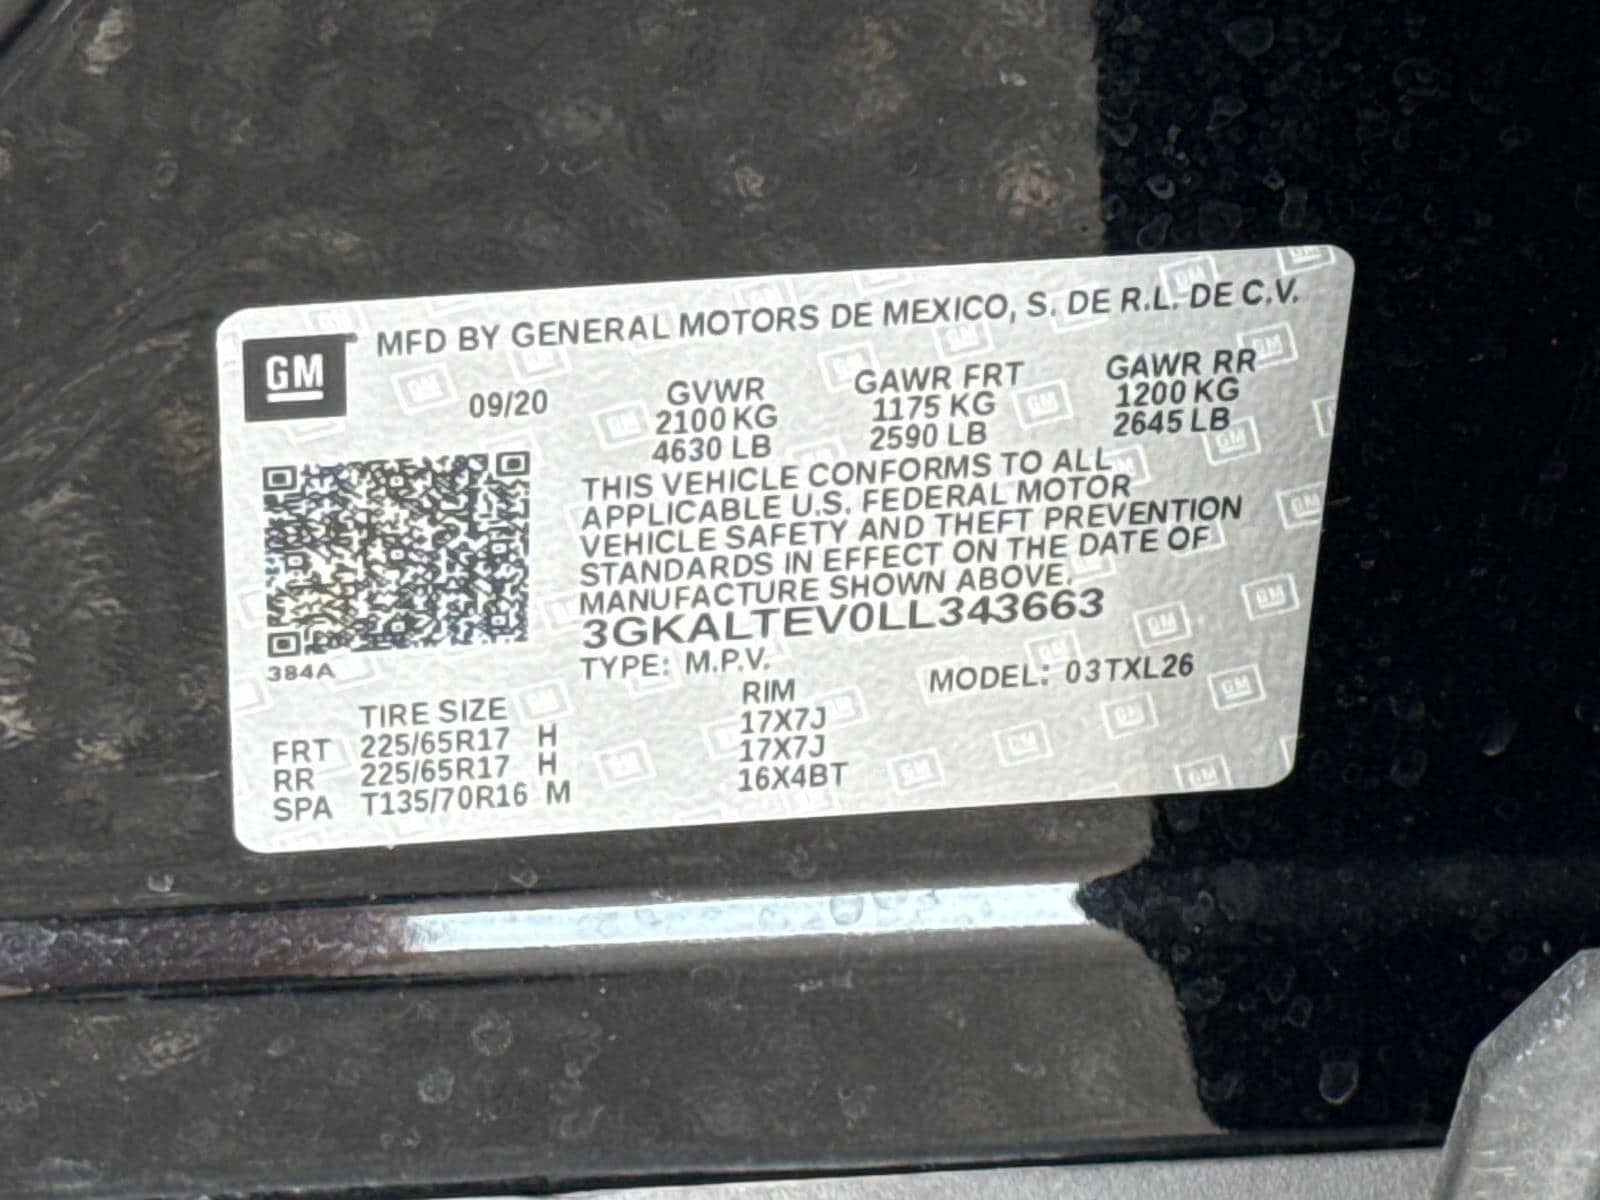 MFD BY GENERAL MOTORS DE MEXICO, S. DE R.L. DE C.V.
GM
09/20
GVWR GAWR FRT GAWR RR
2100 KG 1175 KG 1200 KG
4630 LB 2590 LB 2645 LB
THIS VEHICLE CONFORMS TO ALL
APPLICABLE U.S. FEDERAL MOTOR
VEHICLE SAFETY AND THEFT PREVENTION
STANDARDS IN EFFECT ON THE DATE OF
MANUFACTURE SHOWN ABOVE.
3GKALTEV0LL343663
384A
TYPE: M.P.V. MODEL: 03TXL26
TIRE SIZE RIM
FRT 225/65R17 H 17X7J
RR 225/65R17 H 17X7J
SPA T135/70R16 M 16X4BT